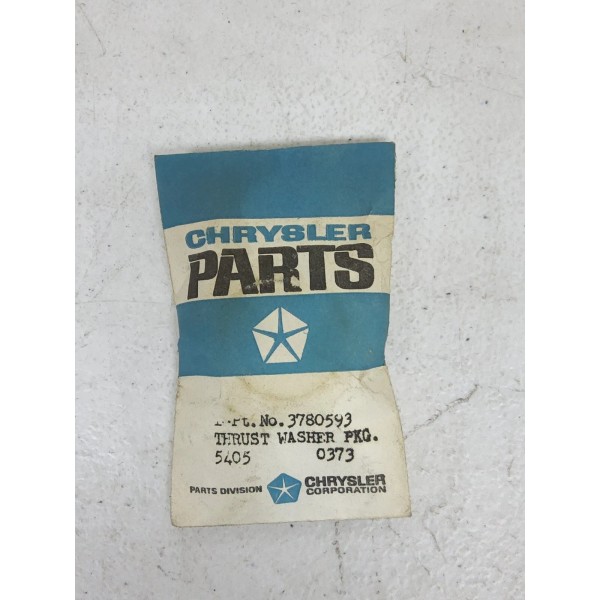 CHRYSLER
PARTS
Pt. No. 3780593
THRUST WASHER PKG.
5405 0373
PARTS DIVISION CHRYSLER CORPORATION